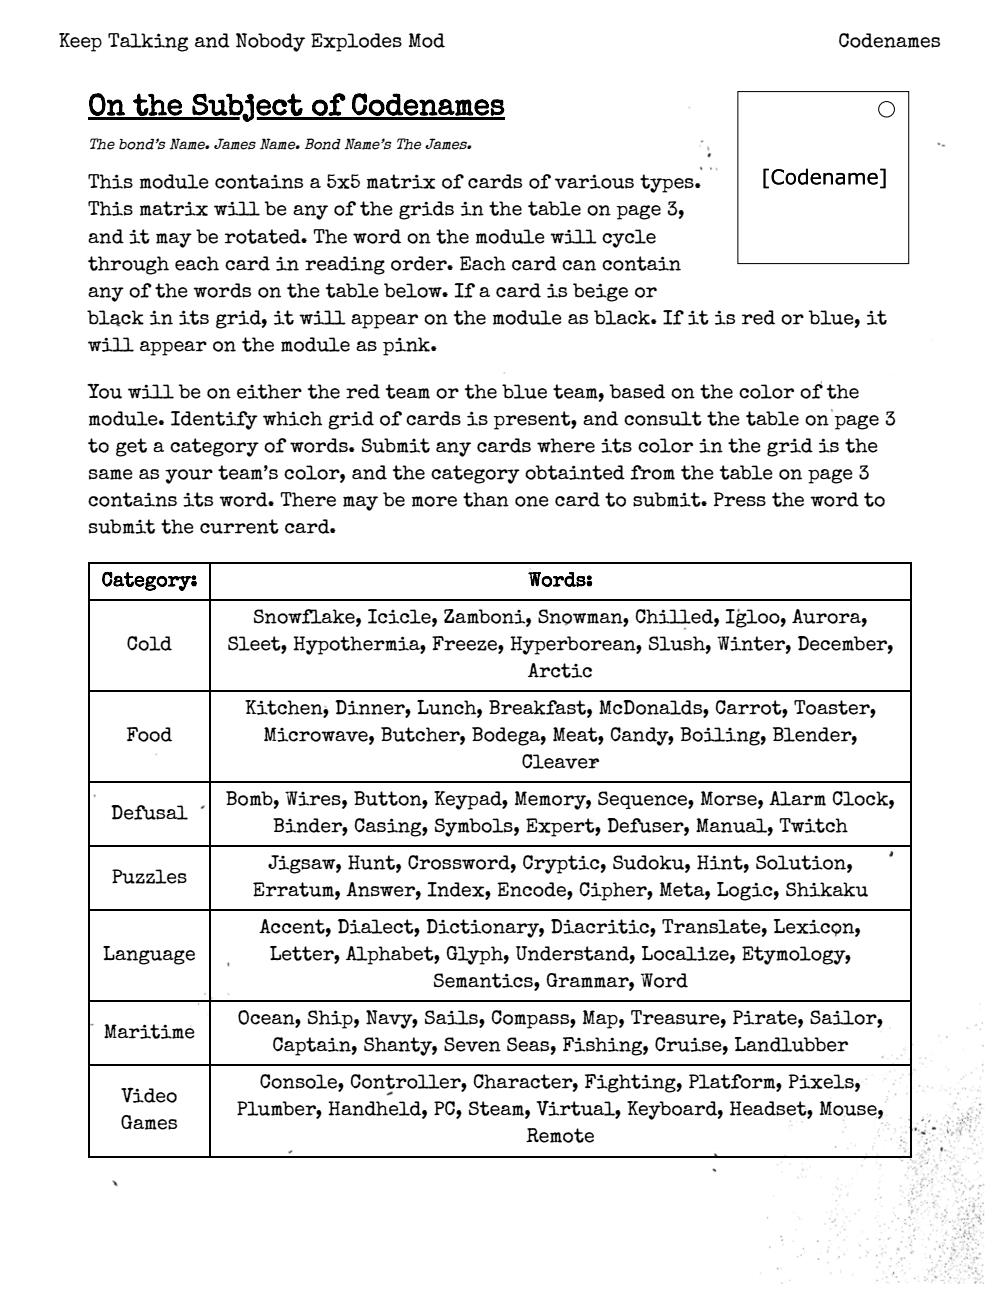 Keep Talking and Nobody Explodes Mod
Codenames
On the Subject of Codenames
The bond's Name. James Name. Bond Name's The James.
[Codename]
This module contains a 5x5 matrix of cards of various types.
This matrix will be any of the grids in the table on page 3,
and it may be rotated. The word on the module will cycle
through each card in reading order. Each card can contain
any of the words on the table below. If a card is beige or
black in its grid, it will appear on the module as black. If it is red or blue, it
will appear on the module as pink.
You will be on either the red team or the blue team, based on the color of the
module. Identify which grid of cards is present, and consult the table on page 3
to get a category of words. Submit any cards where its color in the grid is the
same as your team's color, and the category obtainted from the table on page 3
contains its word. There may be more than one card to submit. Press the word to
submit the current card.
Category:
Words:
Cold
Snowflake, Icicle, Zamboni, Snowman, Chilled, Igloo, Aurora,
Sleet, Hypothermia, Freeze, Hyperborean, Slush, Winter, December,
Arctic
Food
Kitchen, Dinner, Lunch, Breakfast, McDonalds, Carrot, Toaster,
Microwave, Butcher, Bodega, Meat, Candy, Boiling, Blender,
Cleaver
Defusal
Bomb, Wires, Button, Keypad, Memory, Sequence, Morse, Alarm Clock,
Binder, Casing, Symbols, Expert, Defuser, Manual, Twitch
Puzzles
Jigsaw, Hunt, Crossword, Cryptic, Sudoku, Hint, Solution,
Erratum, Answer, Index, Encode, Cipher, Meta, Logic, Shikaku
Language
Accent, Dialect, Dictionary, Diacritic, Translate, Lexicon,
Letter, Alphabet, Glyph, Understand, Localize, Etymology,
Semantics, Grammar, Word
Maritime
Ocean, Ship, Navy, Sails, Compass, Map, Treasure, Pirate, Sailor,
Captain, Shanty, Seven Seas, Fishing, Cruise, Landlubber
Video
Games
Console, Controller, Character, Fighting, Platform, Pixels,
Plumber, Handheld, PC, Steam, Virtual, Keyboard, Headset, Mouse,
Remote